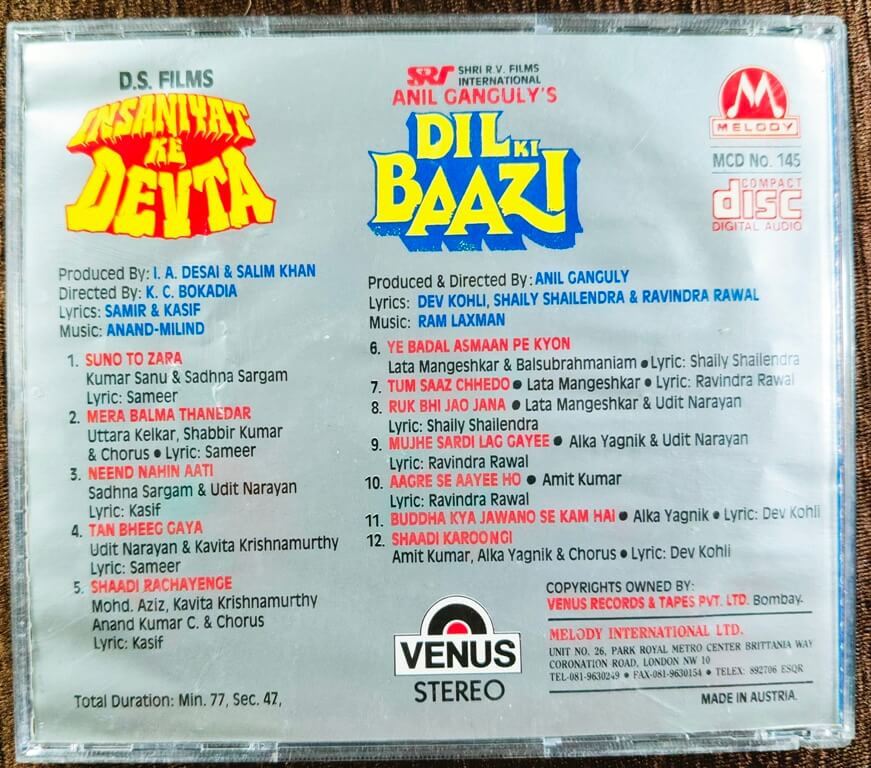 D.S. FILMS
INSANIYAT
KE
DEVTA
Produced By: I. A. DESAI & SALIM KHAN
Directed By: K. C. BOKADIA
Lyrics: SAMIR & KASIF
Music: ANAND-MILIND
1. SUNO TO ZARA
Kumar Sanu & Sadhna Sargam
Lyric: Sameer
2. MERA BALMA THANEDAR
Uttara Kelkar, Shabbir Kumar
& Chorus • Lyric: Sameer
3. NEEND NAHIN AATI
Sadhna Sargam & Udit Narayan
Lyric: Kasif
4. TAN BHEEG GAYA
Udit Narayan & Kavita Krishnamurthy
Lyric: Sameer
5. SHAADI RACHAYENGE
Mohd. Aziz, Kavita Krishnamurthy
Anand Kumar C. & Chorus
Lyric: Kasif
Total Duration: Min. 77, Sec. 47,
SRS SHRI R.V. FILMS
INTERNATIONAL
ANIL GANGULY'S
DIL KI
BAAZI
Produced & Directed By: ANIL GANGULY
Lyrics: DEV KOHLI, SHAILY SHAILENDRA & RAVINDRA RAWAL
Music: RAM LAXMAN
6. YE BADAL ASMAAN PE KYON
Lata Mangeshkar & Balsubrahmaniam • Lyric: Shaily Shailendra
7. TUM SAAZ CHHEDO • Lata Mangeshkar • Lyric: Ravindra Rawal
8. RUK BHI JAO JANA • Lata Mangeshkar & Udit Narayan
Lyric: Shaily Shailendra
9. MUJHE SARDI LAG GAYEE • Alka Yagnik & Udit Narayan
Lyric: Ravindra Rawal
10. AAGRE SE AAYEE HO • Amit Kumar
Lyric: Ravindra Rawal
11. BUDDHA KYA JAWANO SE KAM HAI • Alka Yagnik • Lyric: Dev Kohli
12. SHAADI KAROONGI
Amit Kumar, Alka Yagnik & Chorus • Lyric: Dev Kohli
M
MELODY
MCD No. 145
COMPACT
disc
DIGITAL AUDIO
VENUS
STEREO
COPYRIGHTS OWNED BY:
VENUS RECORDS & TAPES PVT. LTD. Bombay.
MELODY INTERNATIONAL LTD.
UNIT NO. 26, PARK ROYAL METRO CENTER BRITTANIA WAY
CORONATION ROAD, LONDON NW 10
TEL-081-9630249 • FAX-081-9630154 • TELEX: 892706 ESQR
MADE IN AUSTRIA.